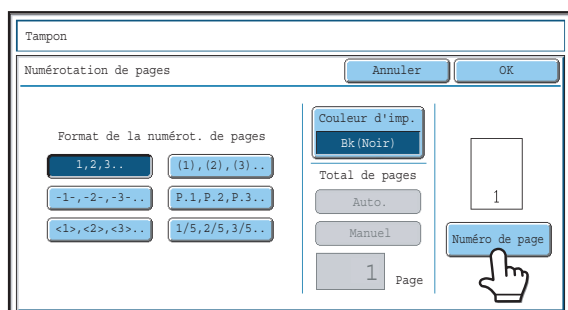 Tampon
Numérotation de pages
Annuler
OK
Format de la numérot. de pages
1,2,3..
(1),(2),(3)..
-1-,-2-,-3-..
P.1,P.2,P.3..
<1>,<2>,<3>..
1/5,2/5,3/5..
Couleur d'imp.
Bk(Noir)
Total de pages
Auto.
Manuel
1 Page
1
Numéro de page